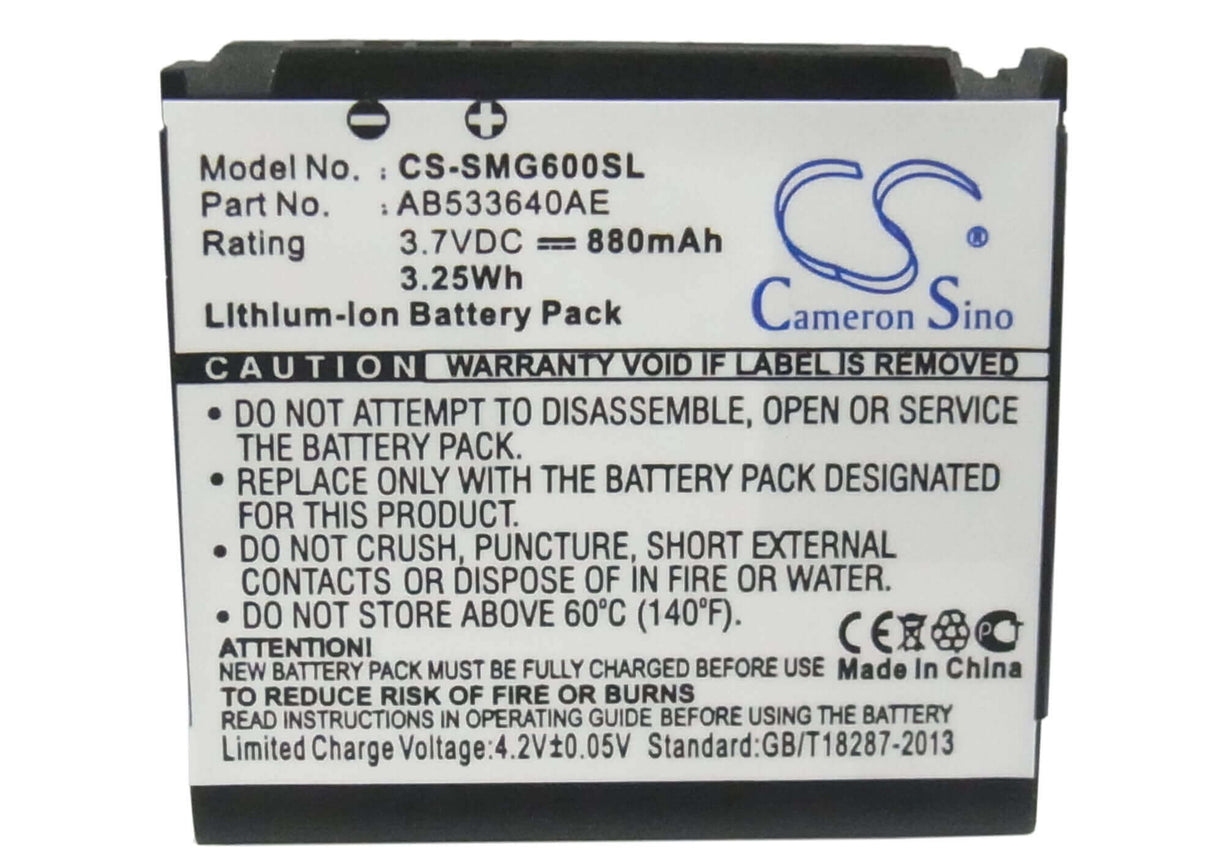 Model No. : CS-SMG600SL
Part No. : AB533640AE
Rating 3.7VDC 880mAh
3.25Wh
Lithium-Ion Battery Pack
CS ®
Cameron Sino
CAUTION WARRANTY VOID IF LABEL IS REMOVED
• DO NOT ATTEMPT TO DISASSEMBLE, OPEN OR SERVICE
THE BATTERY PACK.
• REPLACE ONLY WITH THE BATTERY PACK DESIGNATED
FOR THIS PRODUCT.
• DO NOT CRUSH, PUNCTURE, SHORT EXTERNAL
CONTACTS OR DISPOSE OF IN FIRE OR WATER.
• DO NOT STORE ABOVE 60°C (140°F).
ATTENTION!
NEW BATTERY PACK MUST BE FULLY CHARGED BEFORE USE
CE PCT
Made In China
TO REDUCE RISK OF FIRE OR BURNS
READ INSTRUCTIONS IN OPERATING GUIDE BEFORE USING THE BATTERY
Limited Charge Voltage:4.2V±0.05V Standard:GB/T18287-2013